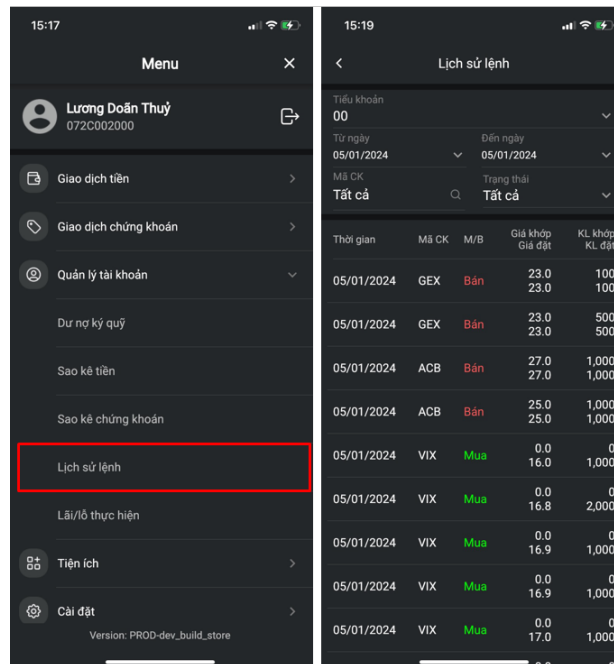 15:17
Menu
Lương Doãn Thuỷ
072C002000
Giao dịch tiền
Giao dịch chứng khoán
Quản lý tài khoản
Dư nợ ký quỹ
Sao kê tiền
Sao kê chứng khoán
Lịch sử lệnh
Lãi/lỗ thực hiện
Tiện ích
Cài đặt
Version: PROD-dev_build_store
15:19
Lịch sử lệnh
Tiểu khoản
00
Từ ngày Đến ngày
05/01/2024 05/01/2024
Mã CK Trạng thái
Tất cả Tất cả
Thời gian Mã CK M/B Giá khớp KL khớp
Giá đặt KL đặt
05/01/2024 GEX Bán 23.0 100
23.0 100
05/01/2024 GEX Bán 23.0 500
23.0 500
05/01/2024 ACB Bán 27.0 1,000
27.0 1,000
05/01/2024 ACB Bán 25.0 1,000
25.0 1,000
05/01/2024 VIX Mua 0.0 0
16.0 1,000
05/01/2024 VIX Mua 0.0 0
16.8 2,000
05/01/2024 VIX Mua 0.0 0
16.9 1,000
05/01/2024 VIX Mua 0.0 0
16.9 1,000
05/01/2024 VIX Mua 0.0 0
17.0 1,000